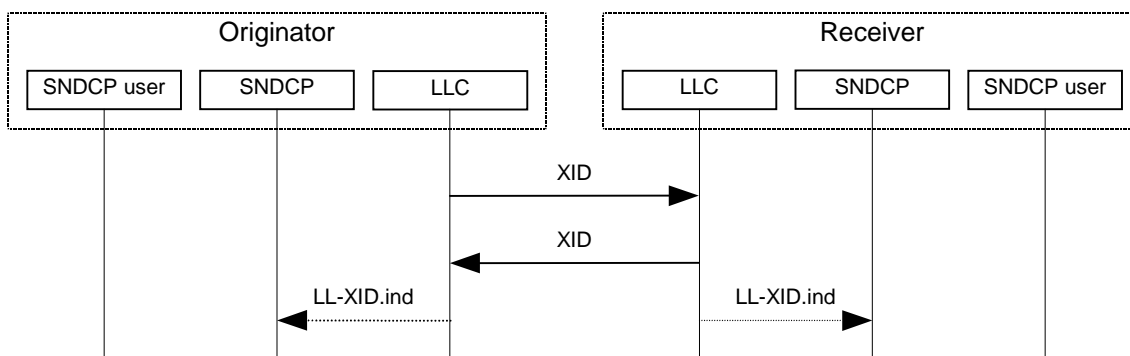 Originator
Receiver
SNDCP user
SNDCP
LLC
LLC
SNDCP
SNDCP user
XID
XID
LL-XID.ind
LL-XID.ind